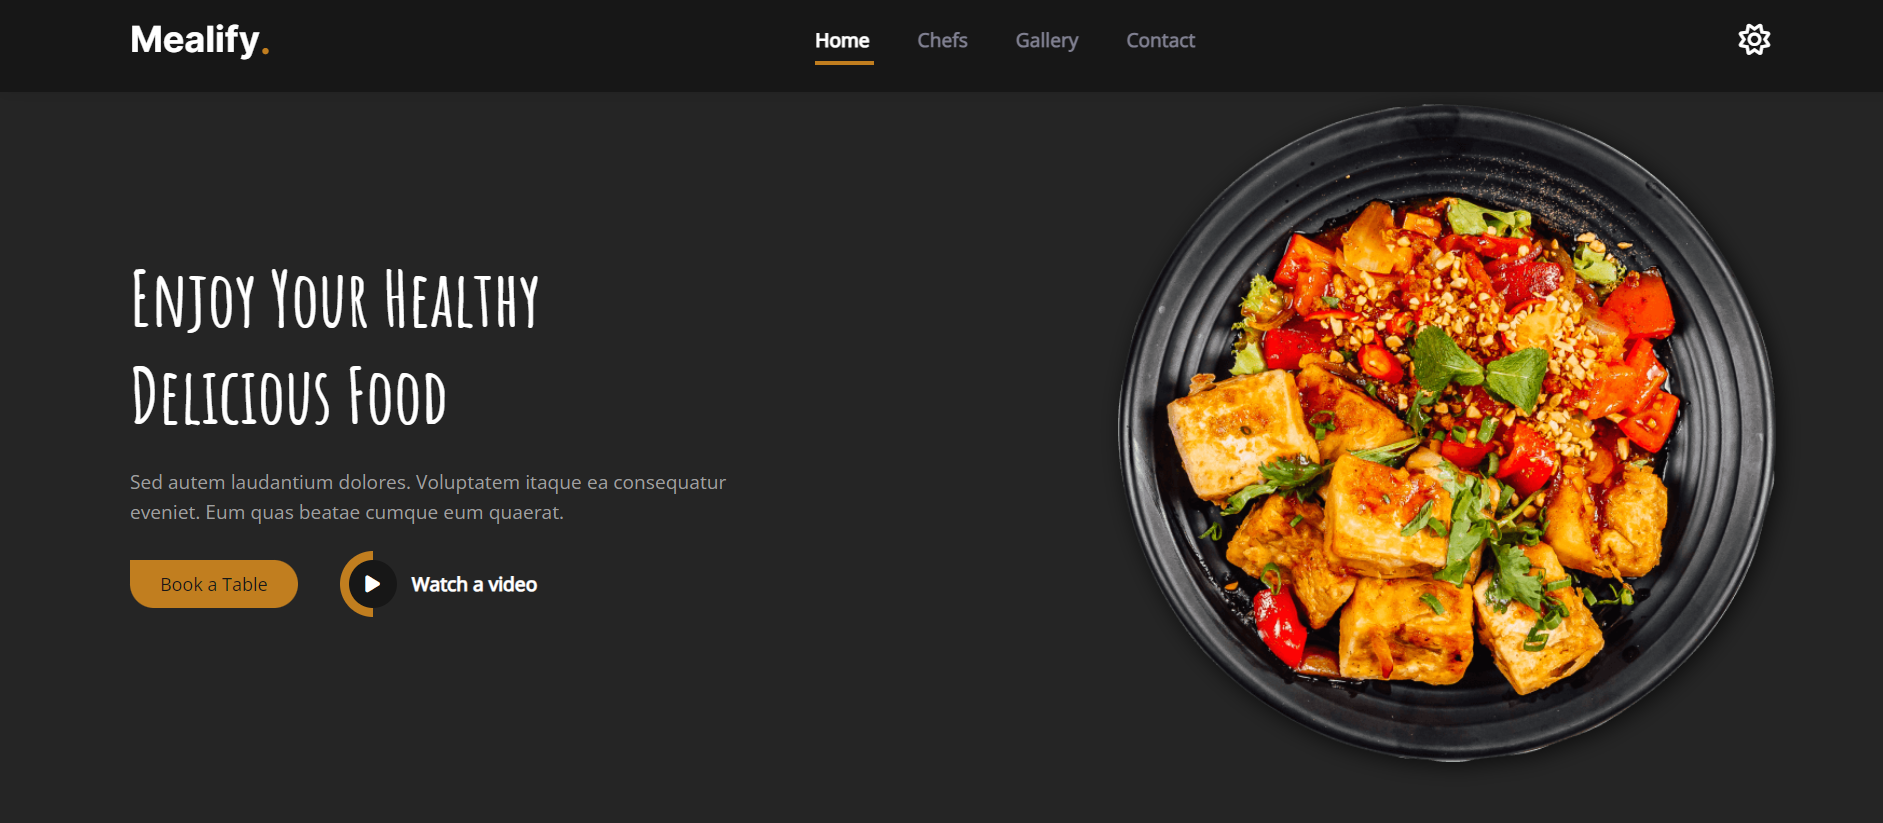 Mealify.
Home Chefs Gallery Contact
Enjoy Your Healthy
Delicious Food
Sed autem laudantium dolores. Voluptatem itaque ea consequatur
eveniet. Eum quas beatae cumque eum quaerat.
Book a Table
Watch a video